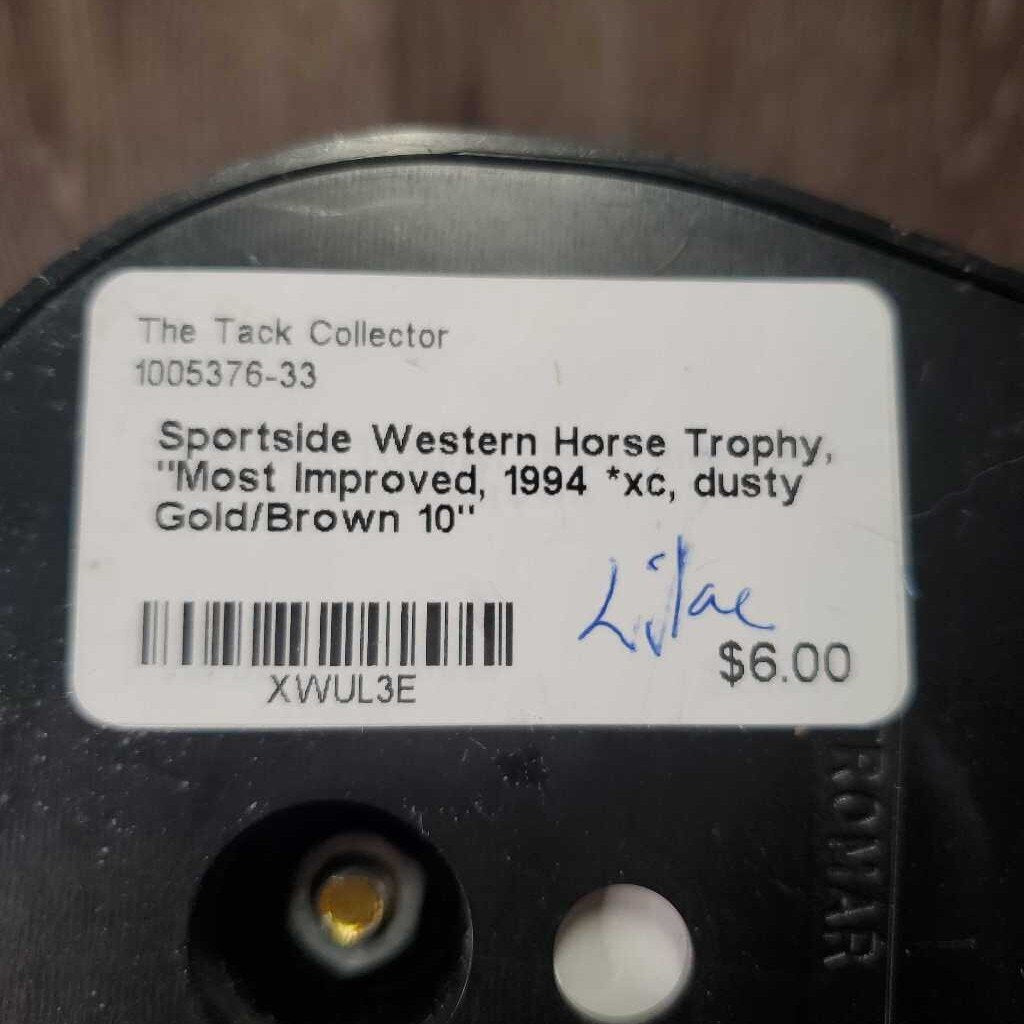 The Tack Collector
1005376-33
Sportside Western Horse Trophy,
"Most Improved, 1994 *xc, dusty
Gold/Brown 10"
$6.00
XWUL3E
ROMAR